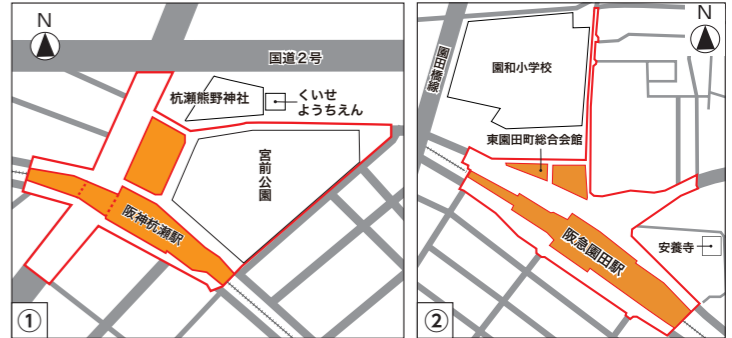 N
国道2号
杭瀬熊野神社
くいせ
ようちえん
宮前公園
阪神杭瀬駅
①
N
園田橋線
園和小学校
東園田町総合会館
阪急園田駅
安養寺
②